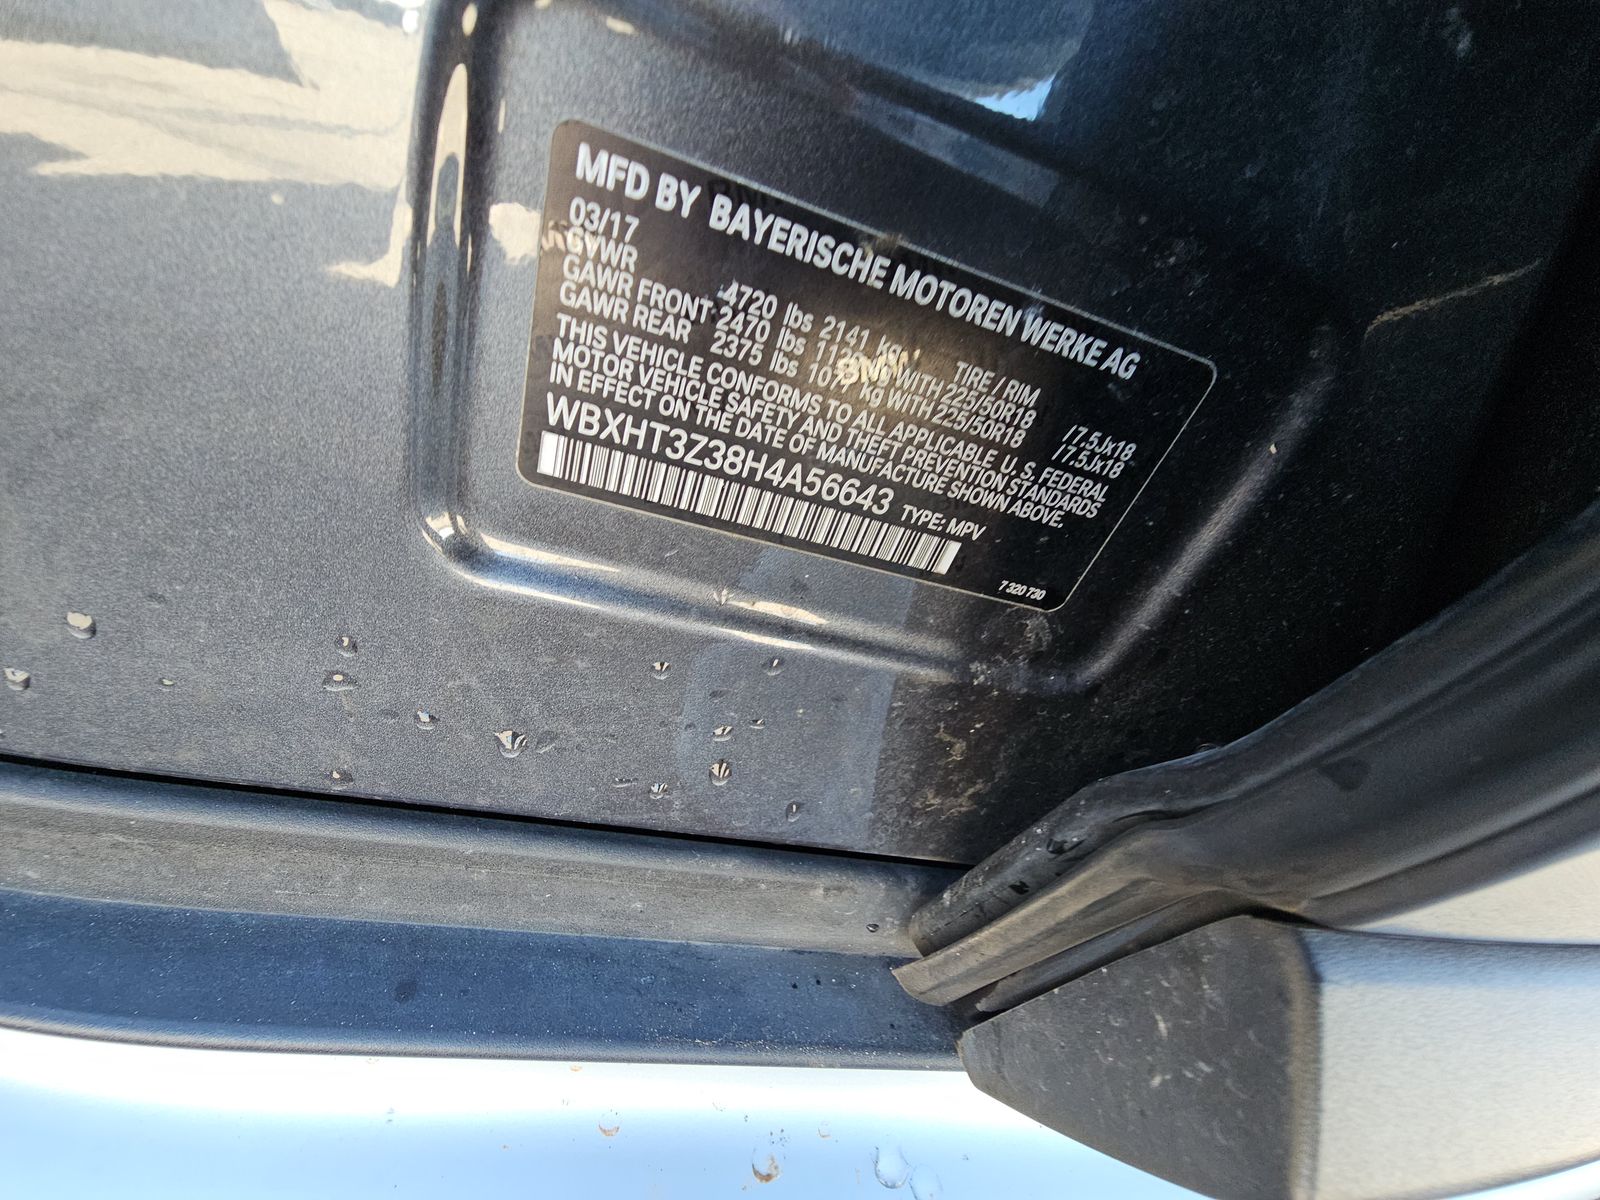 MFD BY BAYERISCHE MOTOREN WERKE AG
03/17
GVWR 4720 lbs 2141 kg TIRE / RIM
GAWR FRONT 2470 lbs WITH 225/50R18 /7.5Jx18
GAWR REAR 2375 lbs kg WITH 225/50R18 /7.5Jx18
THIS VEHICLE CONFORMS TO ALL APPLICABLE U. S. FEDERAL
MOTOR VEHICLE SAFETY AND THEFT PREVENTION STANDARDS
IN EFFECT ON THE DATE OF MANUFACTURE SHOWN ABOVE.
WBXHT3Z38H4A56643 TYPE: MPV
7 320 730